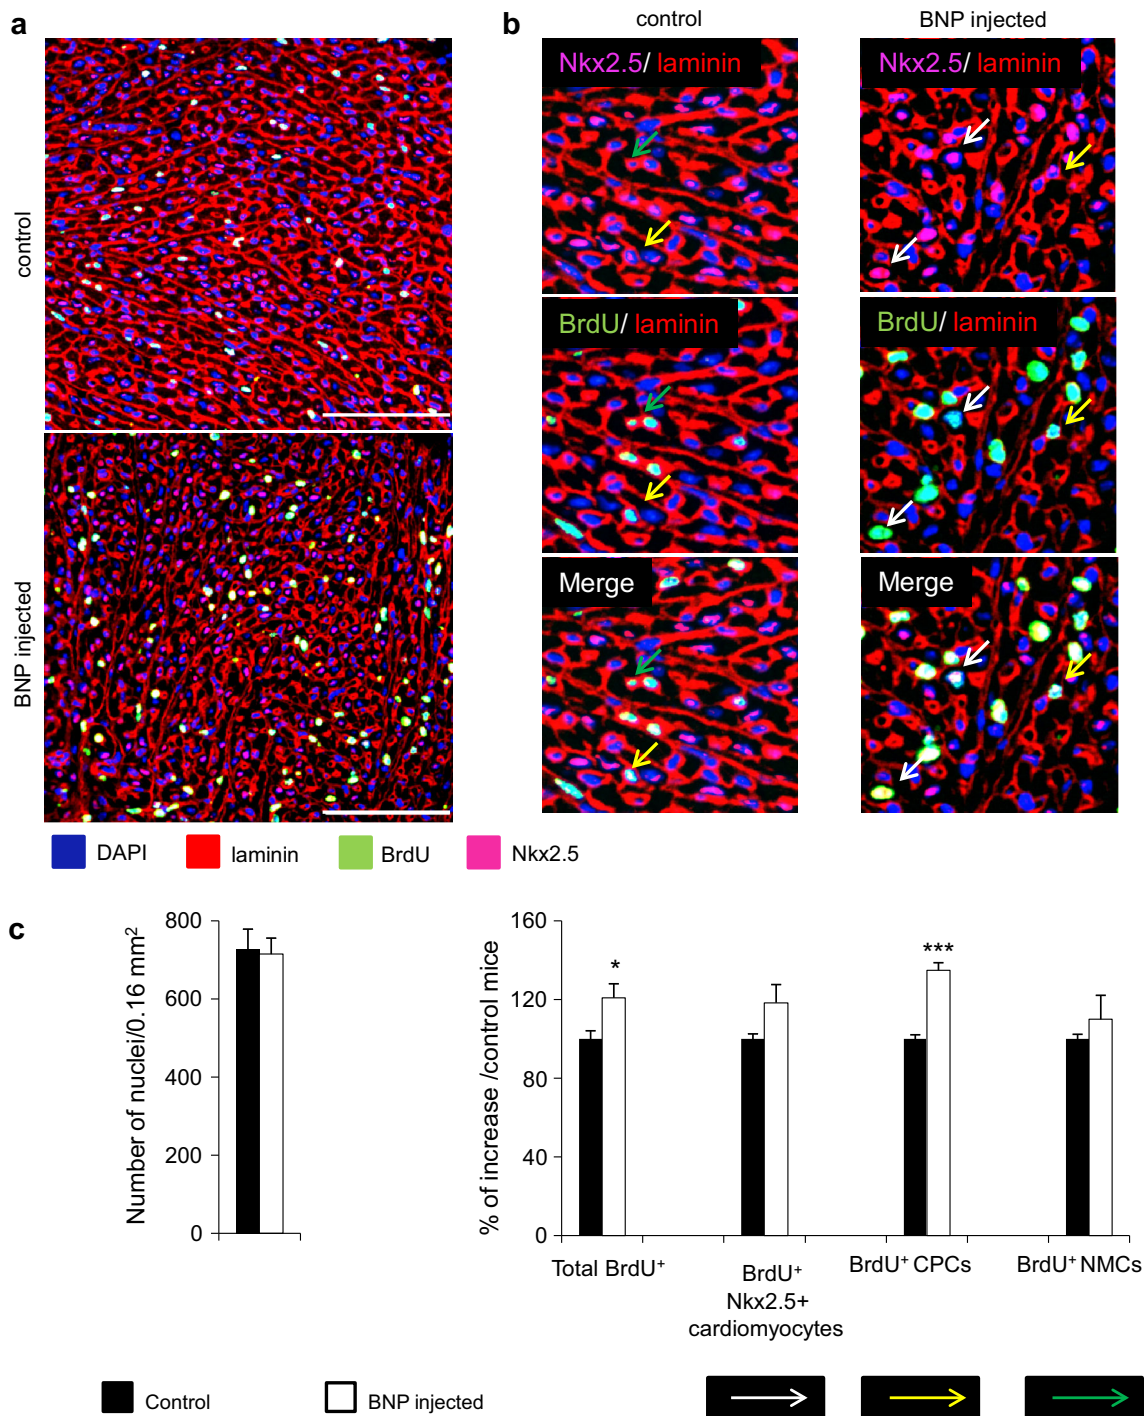 a
control
BNP injected
b
control
BNP injected
Nkx2.5/ laminin
Nkx2.5/ laminin
BrdU/ laminin
BrdU/ laminin
Merge
Merge
DAPI
laminin
BrdU
Nkx2.5
c
Number of nuclei/0.16 mm²
800
600
400
200
0
% of increase /control mice
160
120
80
40
0
*
***
Total BrdU⁺
BrdU⁺
Nkx2.5+
cardiomyocytes
BrdU⁺ CPCs
BrdU⁺ NMCs
Control
BNP injected